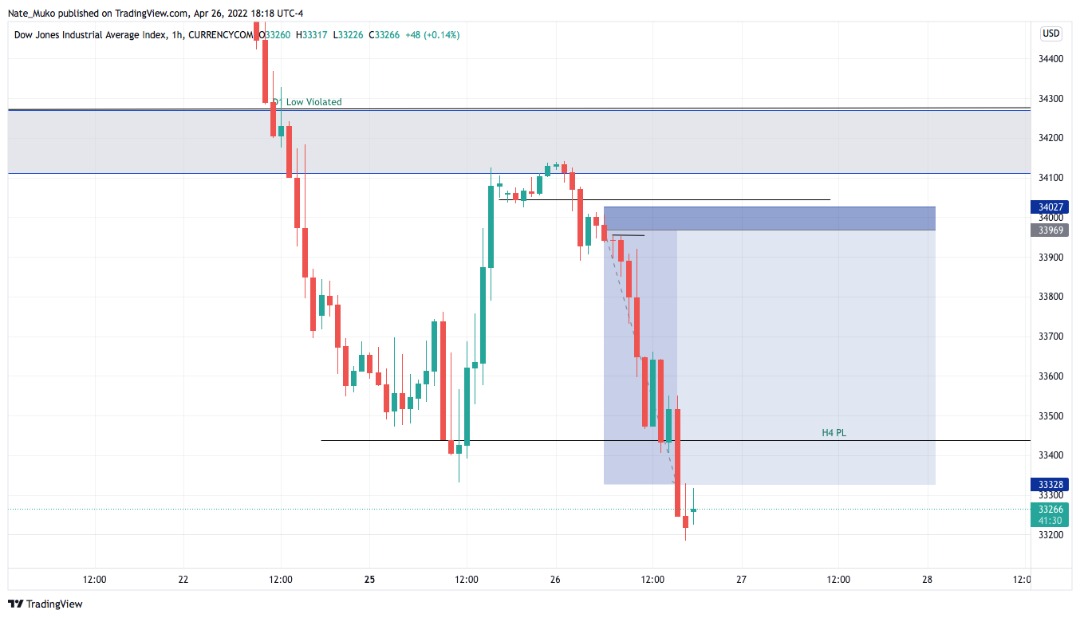 Nate_Muko published on TradingView.com, Apr 26, 2022 18:18 UTC-4
Dow Jones Industrial Average Index, 1h, CURRENCYCOM O33260 H33317 L33226 C33266 +48 (+0.14%)
USD
34400
Low Violated
34300
34200
34100
34027
34000
33969
33900
33800
33700
33600
33500
H4 PL
33400
33328
33300
33266
41:30
33200
12:00 22 12:00 25 12:00 26 12:00 27 12:00 28 12:0
TradingView